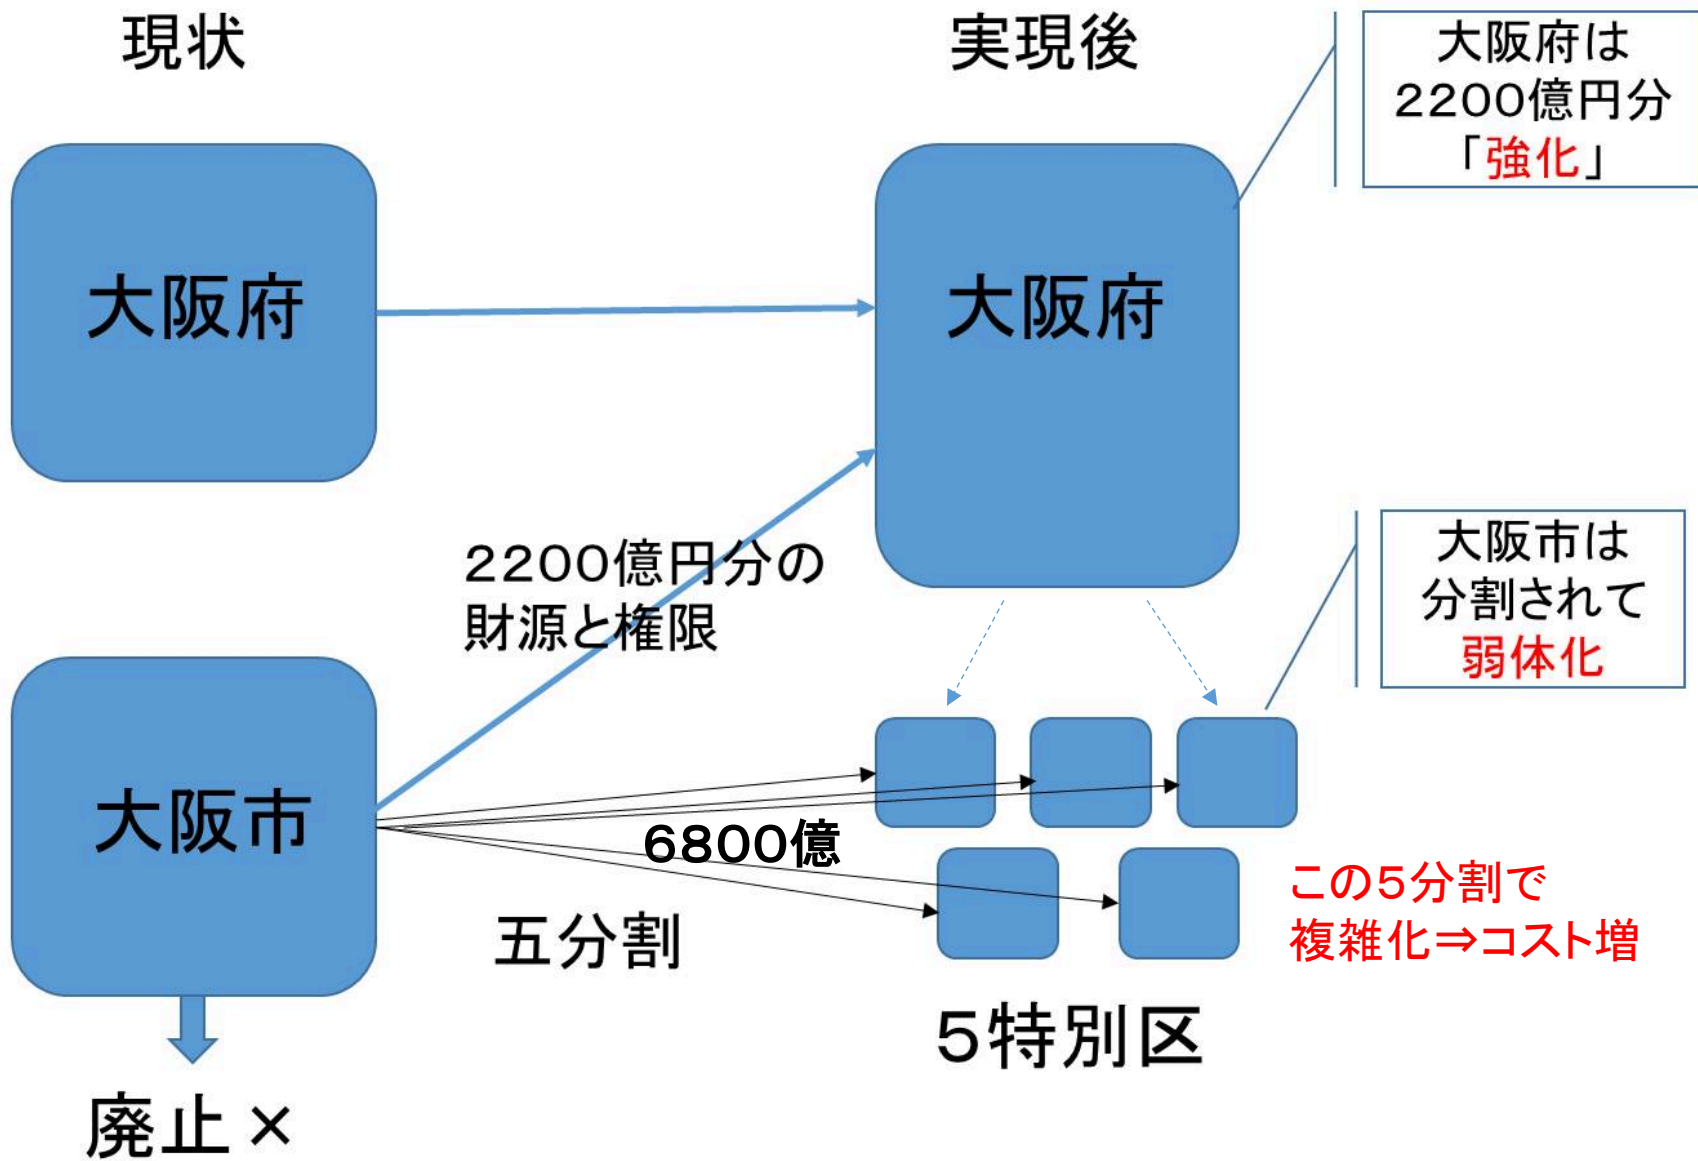 現状
実現後
大阪府は
2200億円分
「強化」
大阪府
大阪府
2200億円分の
財源と権限
大阪市は
分割されて
弱体化
大阪市
6800億
五分割
この5分割で
複雑化⇒コスト増
5特別区
廃止×